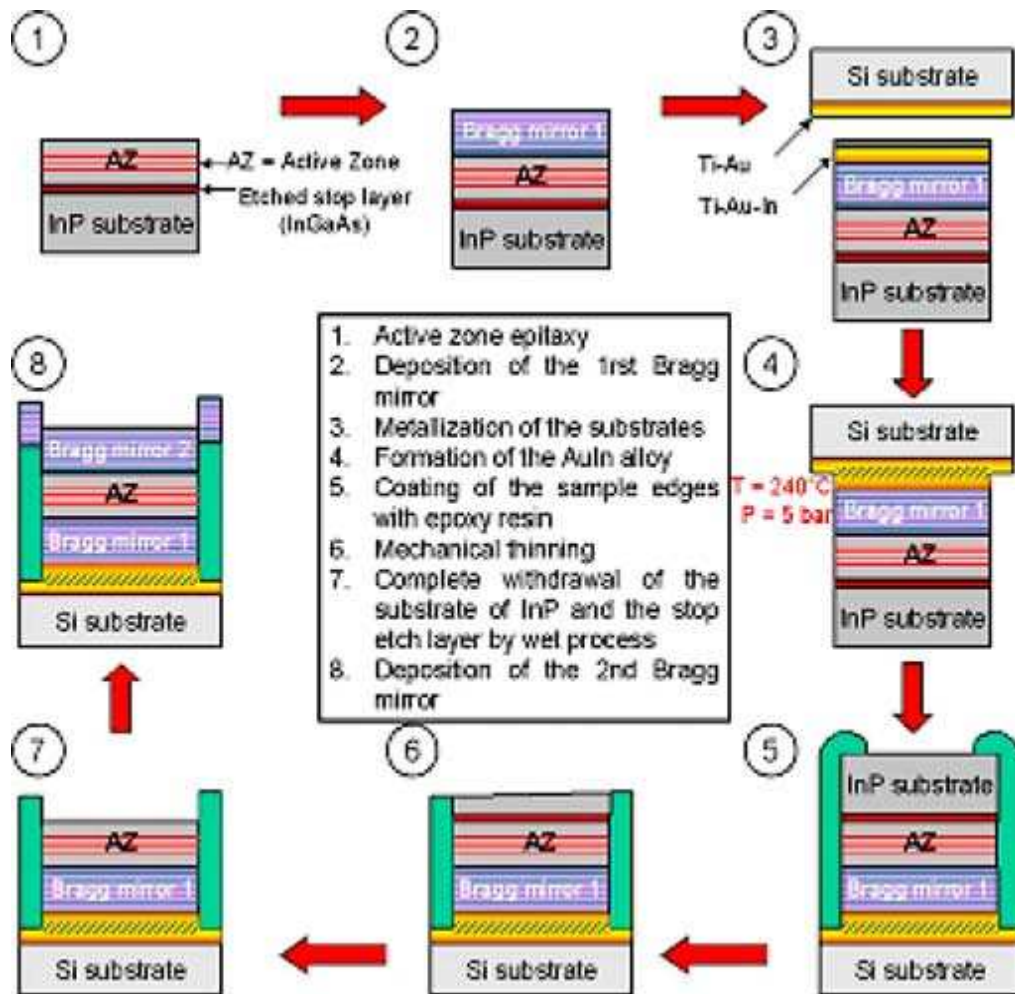 1
AZ
AZ = Active Zone
Etched stop layer
(InGaAs)
InP substrate
2
Bragg mirror 1
AZ
InP substrate
3
Si substrate
Ti-Au
Ti-Au-In
Bragg mirror 1
AZ
InP substrate
1. Active zone epitaxy
2. Deposition of the 1rst Bragg
mirror
3. Metallization of the substrates
4. Formation of the AuIn alloy
5. Coating of the sample edges
with epoxy resin
6. Mechanical thinning
7. Complete withdrawal of the
substrate of InP and the stop
etch layer by wet process
8. Deposition of the 2nd Bragg
mirror
4
Si substrate
T = 240°C
P = 5 bar
Bragg mirror 1
AZ
InP substrate
5
InP substrate
AZ
Bragg mirror 1
Si substrate
6
AZ
Bragg mirror 1
Si substrate
7
AZ
Bragg mirror 1
Si substrate
8
Bragg mirror 2
AZ
Bragg mirror 1
Si substrate